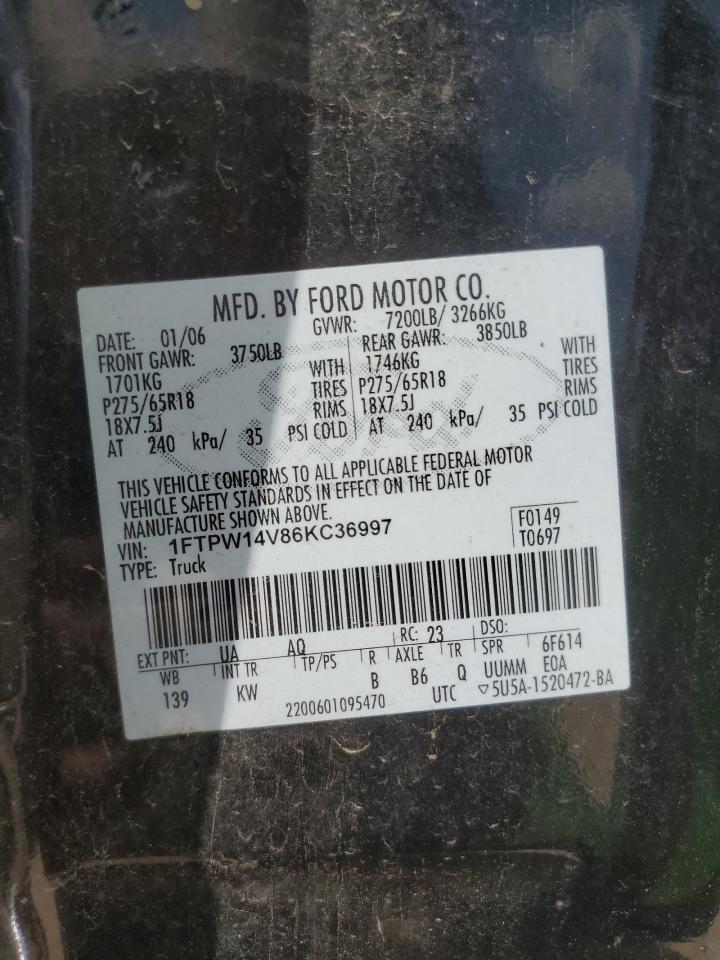 MFD. BY FORD MOTOR CO.
DATE: 01/06 GVWR: 7200LB/ 3266KG
FRONT GAWR: 3750LB REAR GAWR: 3850LB
1701KG WITH 1746KG WITH
P275/65R18 TIRES P275/65R18 TIRES
18X7.5J RIMS 18X7.5J RIMS
AT 240 kPa/ 35 PSI COLD AT 240 kPa/ 35 PSI COLD
THIS VEHICLE CONFORMS TO ALL APPLICABLE FEDERAL MOTOR
VEHICLE SAFETY STANDARDS IN EFFECT ON THE DATE OF
MANUFACTURE SHOWN ABOVE.
VIN: 1FTPW14V86KC36997 F0149
TYPE: Truck T0697
EXT PNT: UA AQ RC: 23 DSO:
WB INT TR TP/PS R AXLE TR SPR 6F614
139 KW B B6 Q UUMM E0A
2200601095470 UTC ▽5U5A-1520472-BA